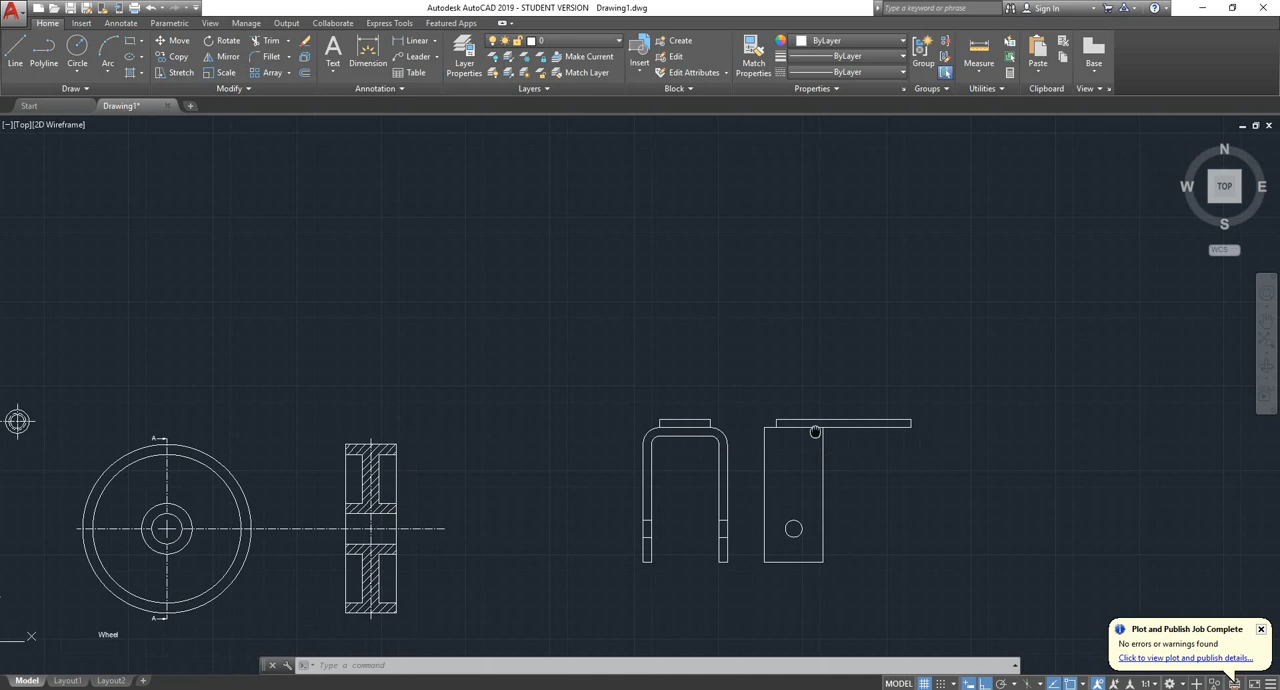 Autodesk AutoCAD 2019 - STUDENT VERSION Drawing1.dwg
Type a keyword or phrase
Sign In
Home Insert Annotate Parametric View Manage Output Collaborate Express Tools Featured Apps
Line Polyline Circle Arc
Move Rotate Trim
Copy Mirror Fillet
Stretch Scale Array
Text Dimension
Linear
Leader
Table
Layer Properties
0
Make Current
Match Layer
Insert
Create
Edit
Edit Attributes
Match Properties
ByLayer
ByLayer
ByLayer
Group
Measure
Paste
Base
Draw Modify Annotation Layers Block Properties Groups Utilities Clipboard View
Start Drawing1*
[−][Top][2D Wireframe]
N
W TOP E
S
WCS
A
A
Wheel
Plot and Publish Job Complete
No errors or warnings found
Click to view plot and publish details...
Type a command
Model Layout1 Layout2
MODEL 1:1